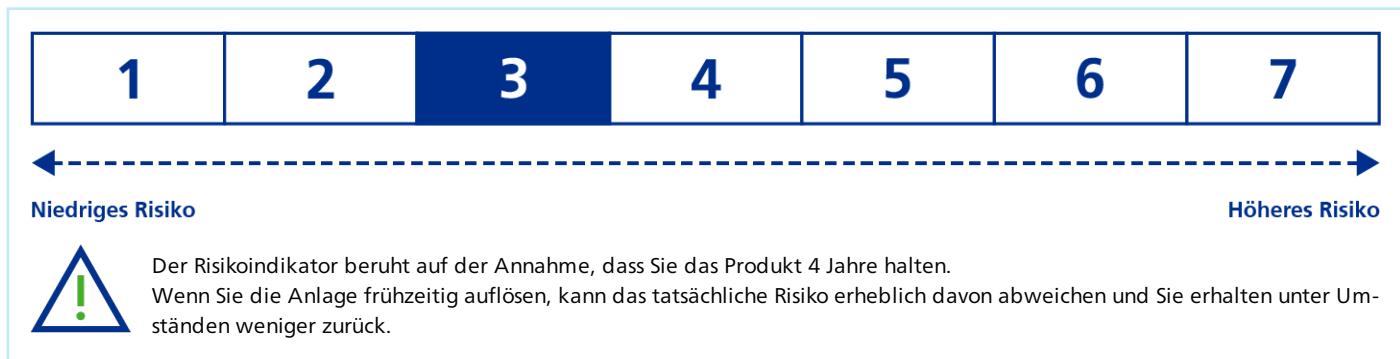 1 2 3 4 5 6 7
Niedriges Risiko Höheres Risiko
Der Risikoindikator beruht auf der Annahme, dass Sie das Produkt 4 Jahre halten.
Wenn Sie die Anlage frühzeitig auflösen, kann das tatsächliche Risiko erheblich davon abweichen und Sie erhalten unter Um-
ständen weniger zurück.